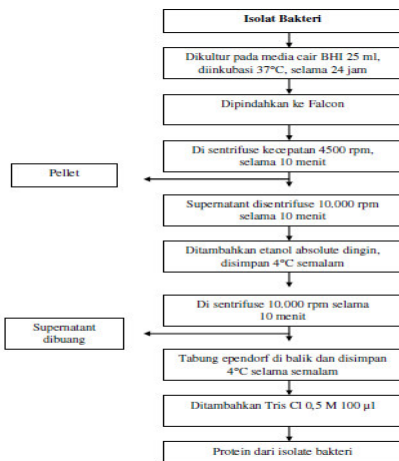 Isolat Bakteri
Dikultur pada media cair BHI 25 ml,
diinkubasi 37°C, selama 24 jam
Dipindahkan ke Falcon
Di sentrifuse kecepatan 4500 rpm,
selama 10 menit
Pellet
Supernatant disentrifuse 10.000 rpm
selama 10 menit
Ditambahkan etanol absolute dingin,
disimpan 4°C semalam
Di sentrifuse 10.000 rpm selama
10 menit
Supernatant
dibuang
Tabung ependorf di balik dan disimpan
4°C selama semalam
Ditambahkan Tris Cl 0,5 M 100 µl
Protein dari isolate bakteri